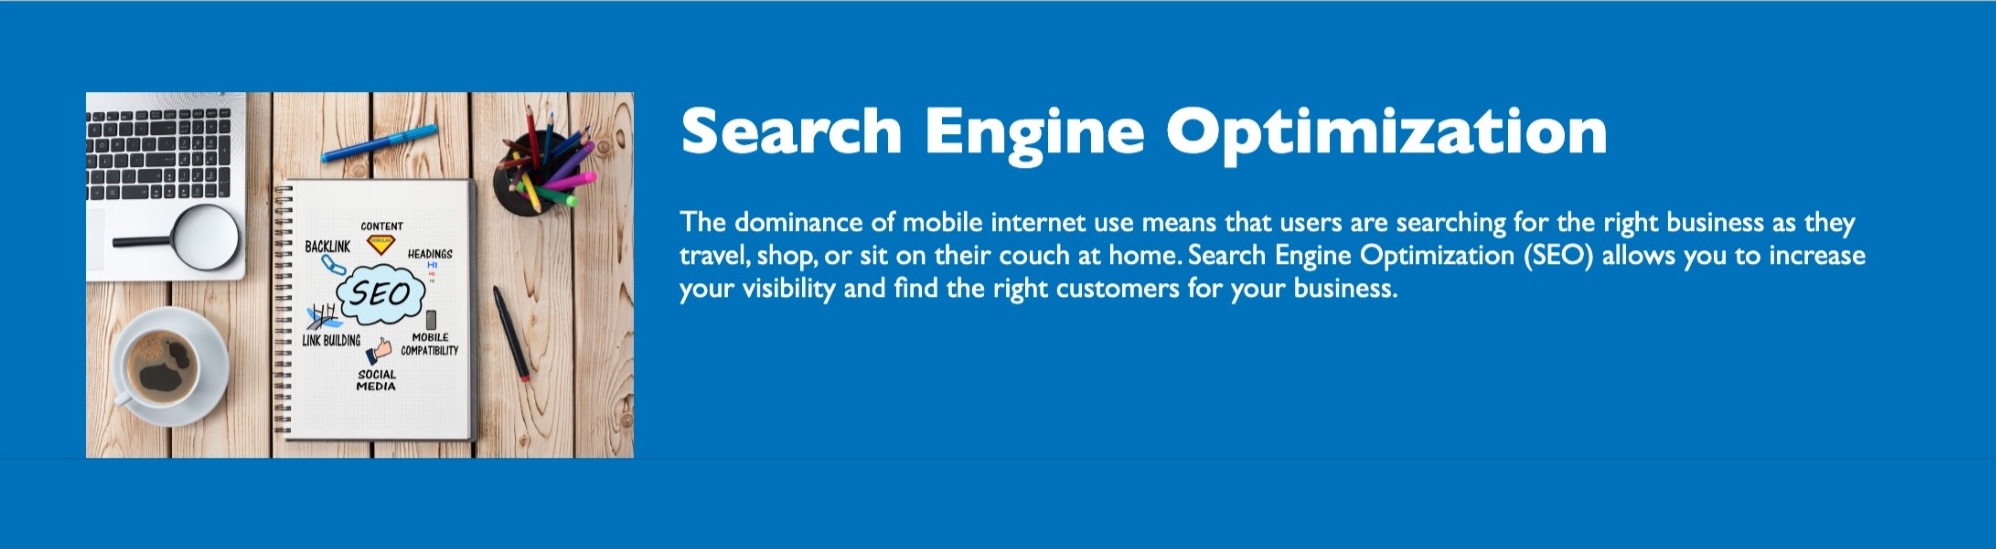 Search Engine Optimization
The dominance of mobile internet use means that users are searching for the right business as they
travel, shop, or sit on their couch at home. Search Engine Optimization (SEO) allows you to increase
your visibility and find the right customers for your business.
CONTENT
BACKLINK
HEADINGS
H1
SEO
LINK BUILDING
MOBILE
COMPATIBILITY
SOCIAL
MEDIA